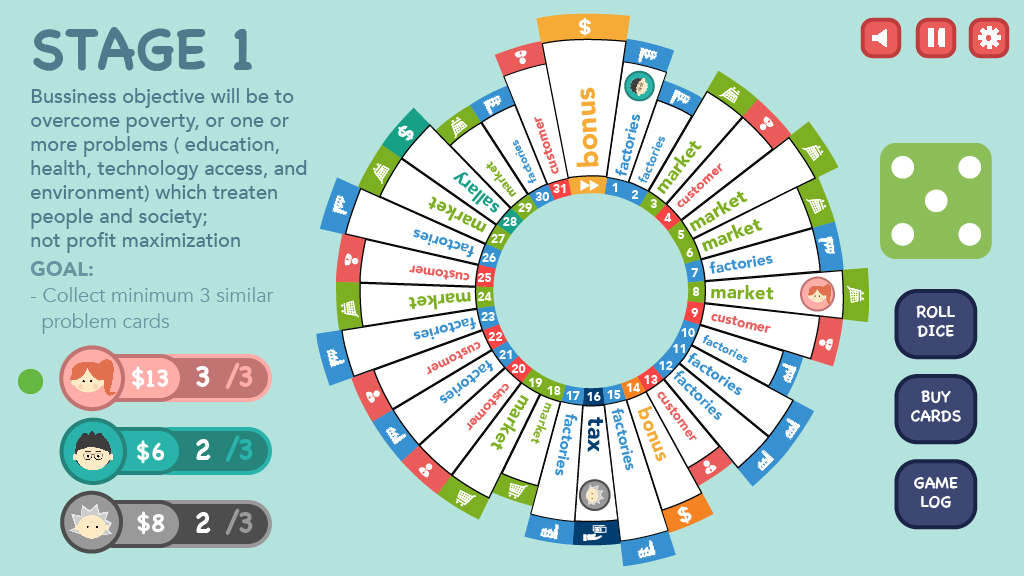 STAGE 1
Bussiness objective will be to
overcome poverty, or one or
more problems ( education,
health, technology access, and
environment) which treaten
people and society;
not profit maximization
GOAL:
- Collect minimum 3 similar
problem cards
$13 3 /3
$6 2 /3
$8 2 /3
$
bonus
1 factories
2 factories
3 market
4 customer
5 market
6 market
7 factories
8 market
9 customer
10 factories
11 factories
12 factories
13 customer
14 bonus
$
15 factories
16 tax
17 factories
18 market
19 market
20 customer
21 factories
22 customer
23 factories
24 market
25 customer
26 factories
27 market
28 sallary
$
29 market
30 factories
31 customer
ROLL
DICE
BUY
CARDS
GAME
LOG